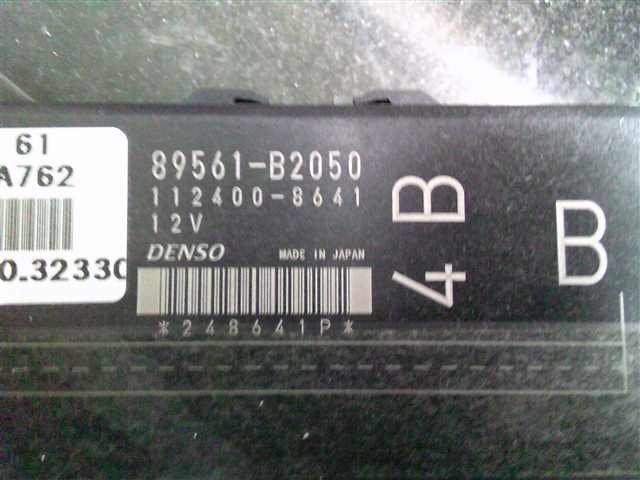 61
A762
0.32330
89561-B2050
112400-8641
12V
DENSO MADE IN JAPAN
*248641P*
4B
B